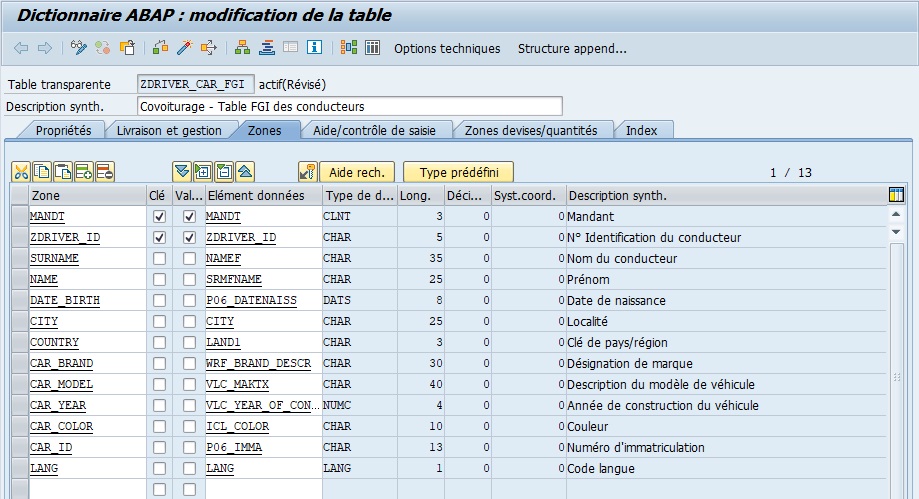 Dictionnaire ABAP : modification de la table
Options techniques Structure append...
Table transparente ZDRIVER_CAR_FGI actif(Révisé)
Description synth. Covoiturage - Table FGI des conducteurs
Propriétés Livraison et gestion Zones Aide/contrôle de saisie Zones devises/quantités Index
Aide rech. Type prédéfini 1 / 13
Zone Clé Val... Elément données Type de d... Long. Déci... Syst.coord. Description synth.
MANDT MANDT CLNT 3 0 0 Mandant
ZDRIVER_ID ZDRIVER_ID CHAR 5 0 0 N° Identification du conducteur
SURNAME NAMEF CHAR 35 0 0 Nom du conducteur
NAME SRMFNAME CHAR 25 0 0 Prénom
DATE_BIRTH P06_DATENAISS DATS 8 0 0 Date de naissance
CITY CITY CHAR 25 0 0 Localité
COUNTRY LAND1 CHAR 3 0 0 Clé de pays/région
CAR_BRAND WRF_BRAND_DESCR CHAR 30 0 0 Désignation de marque
CAR_MODEL VLC_MAKTX CHAR 40 0 0 Description du modèle de véhicule
CAR_YEAR VLC_YEAR_OF_CON... NUMC 4 0 0 Année de construction du véhicule
CAR_COLOR ICL_COLOR CHAR 10 0 0 Couleur
CAR_ID P06_IMMA CHAR 13 0 0 Numéro d'immatriculation
LANG LANG LANG 1 0 0 Code langue